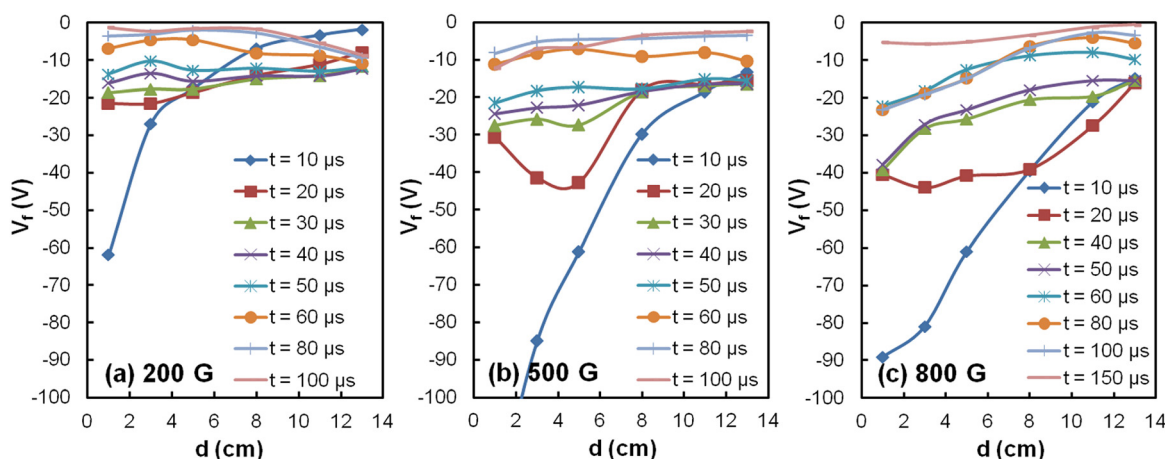 0
-10
-20
-30
-40
-50
-60
-70
-80
-90
-100
V_f (V)
0 2 4 6 8 10 12 14
d (cm)
t = 10 μs
t = 20 μs
t = 30 μs
t = 40 μs
t = 50 μs
t = 60 μs
t = 80 μs
t = 100 μs
(a) 200 G
0
-10
-20
-30
-40
-50
-60
-70
-80
-90
-100
V_f (V)
0 2 4 6 8 10 12 14
d (cm)
t = 10 μs
t = 20 μs
t = 30 μs
t = 40 μs
t = 50 μs
t = 60 μs
t = 80 μs
t = 100 μs
(b) 500 G
0
-10
-20
-30
-40
-50
-60
-70
-80
-90
-100
V_f (V)
0 2 4 6 8 10 12 14
d (cm)
t = 10 μs
t = 20 μs
t = 40 μs
t = 50 μs
t = 60 μs
t = 80 μs
t = 100 μs
t = 150 μs
(c) 800 G